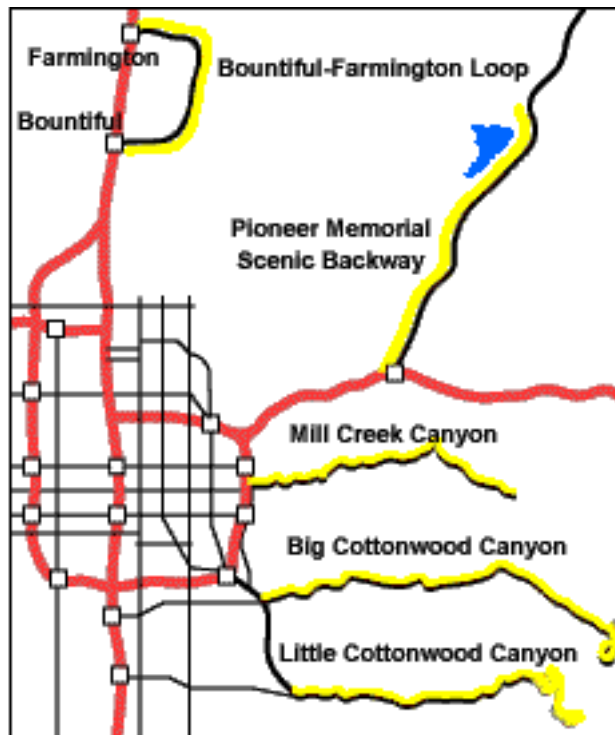 Farmington
Bountiful-Farmington Loop
Bountiful
Pioneer Memorial
Scenic Backway
Mill Creek Canyon
Big Cottonwood Canyon
Little Cottonwood Canyon